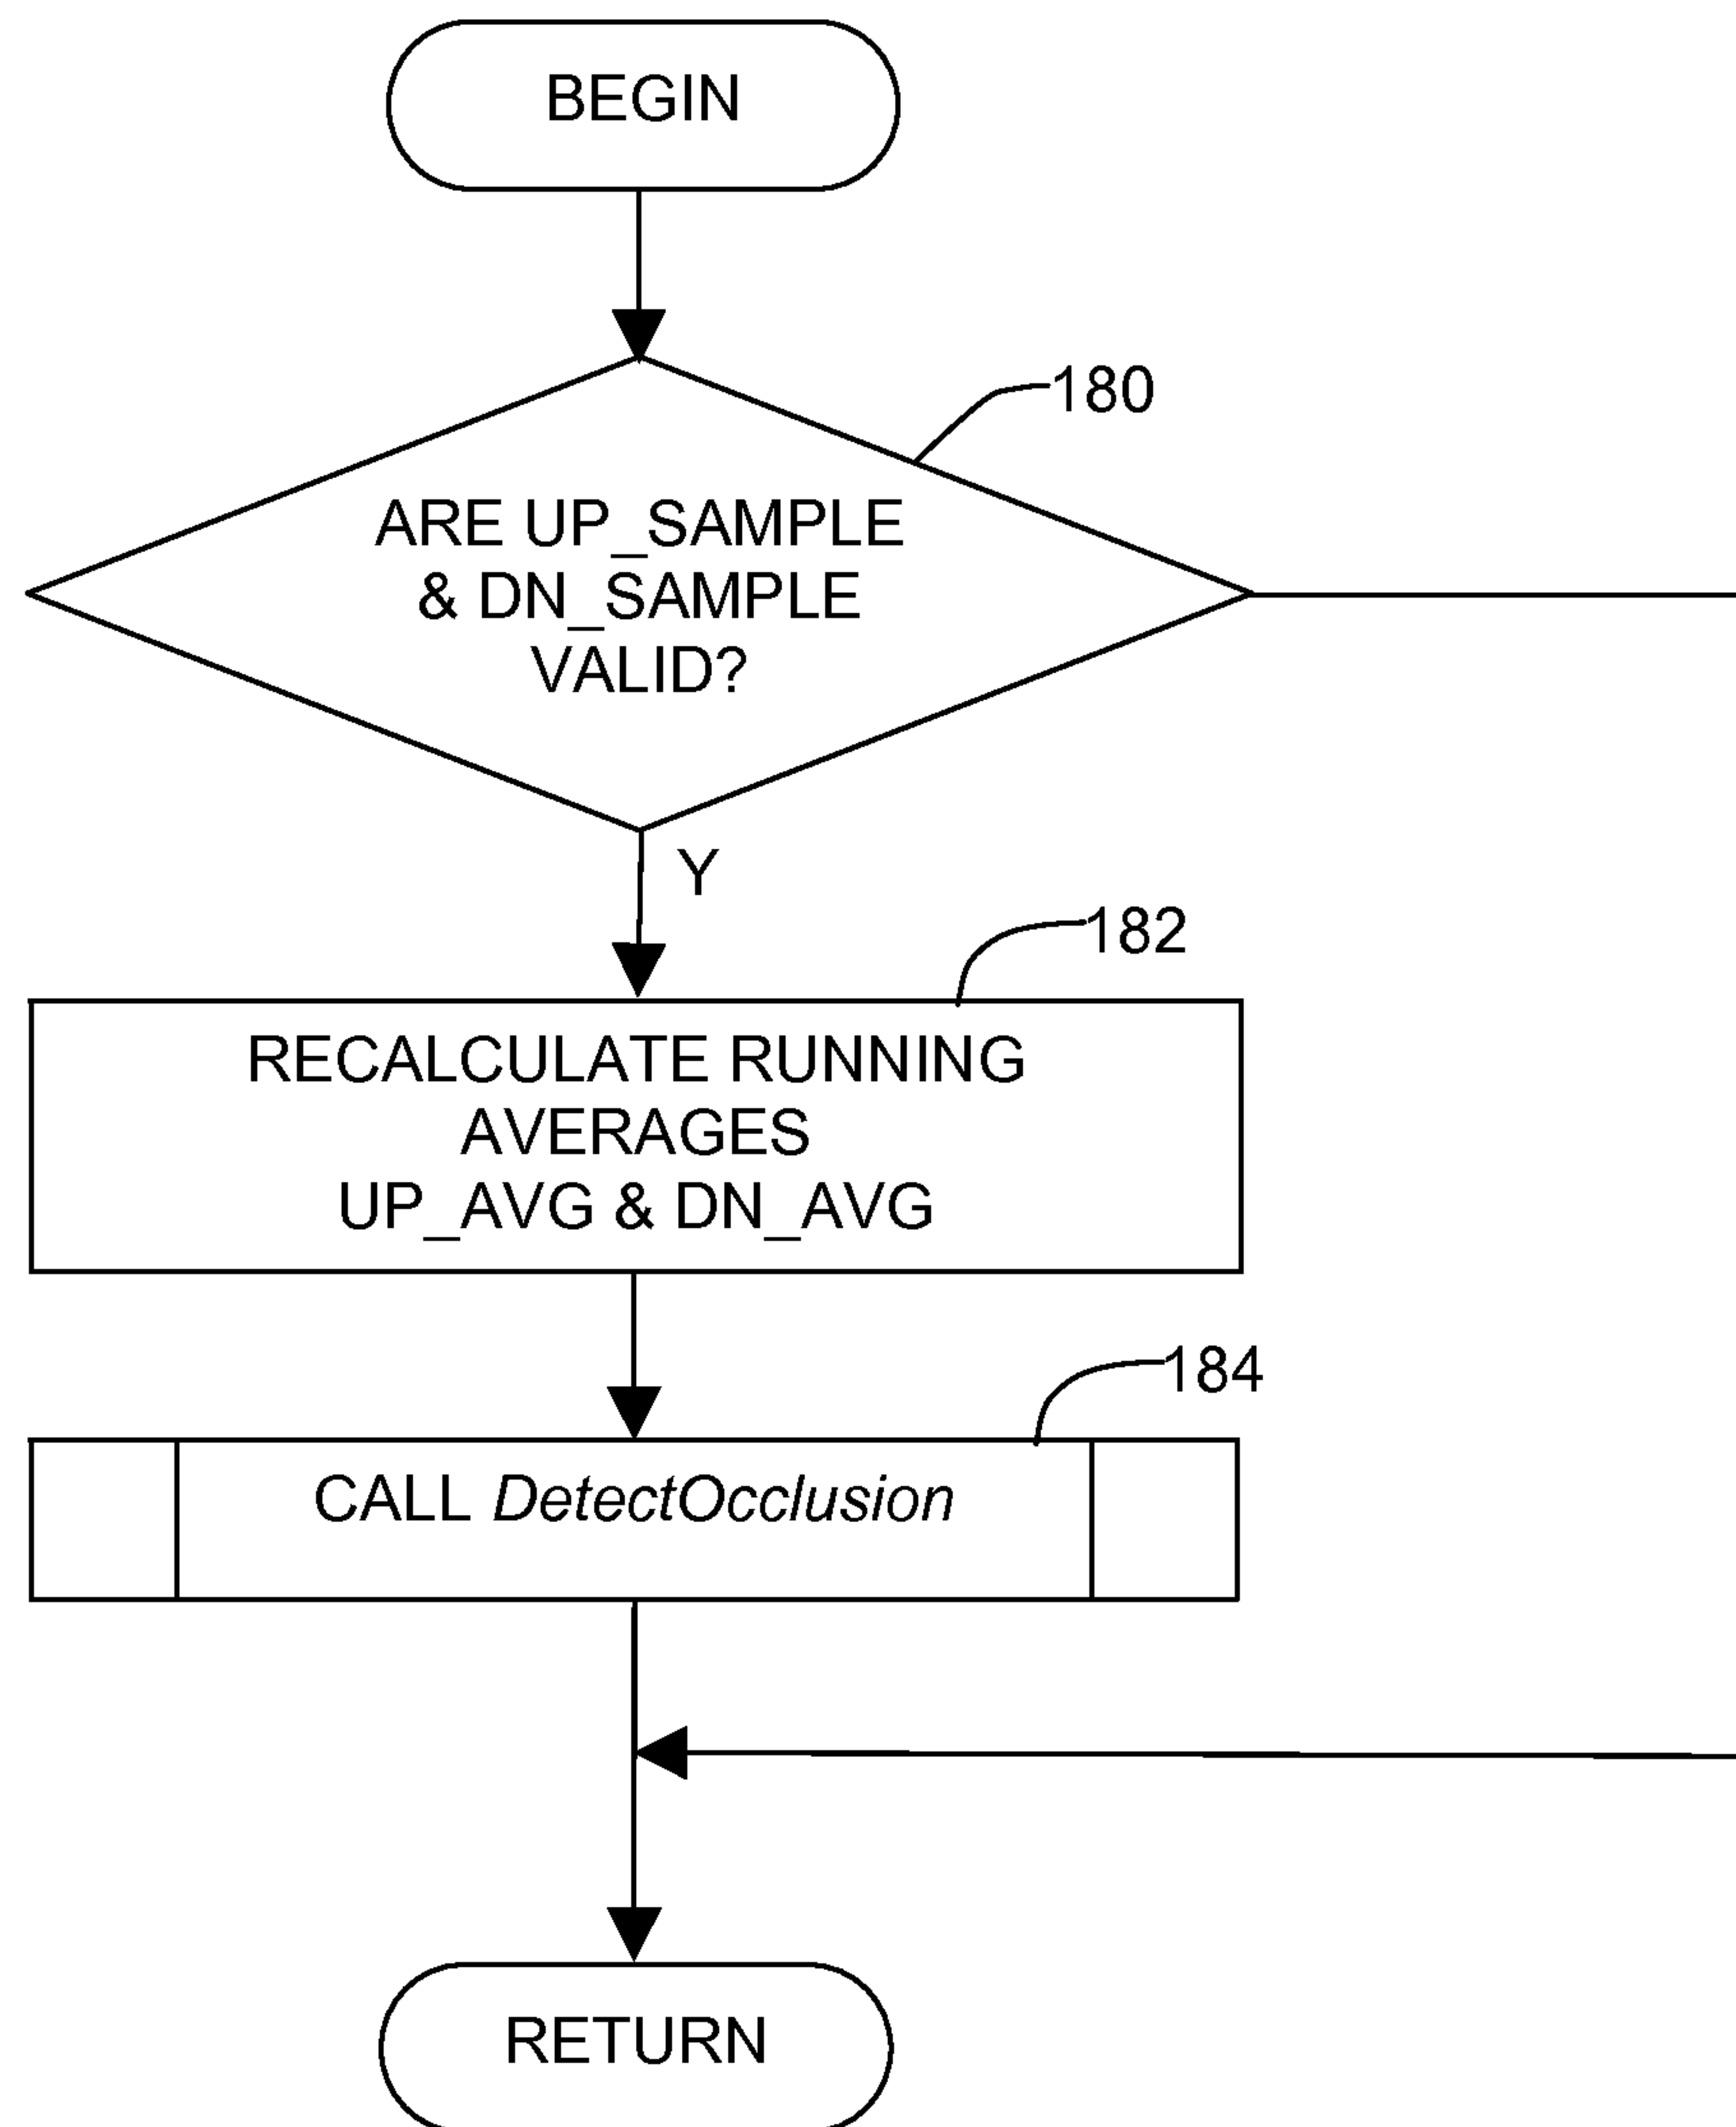 BEGIN
180
ARE UP_SAMPLE
& DN_SAMPLE
VALID?
Y
182
RECALCULATE RUNNING
AVERAGES
UP_AVG & DN_AVG
184
CALL DetectOcclusion
RETURN